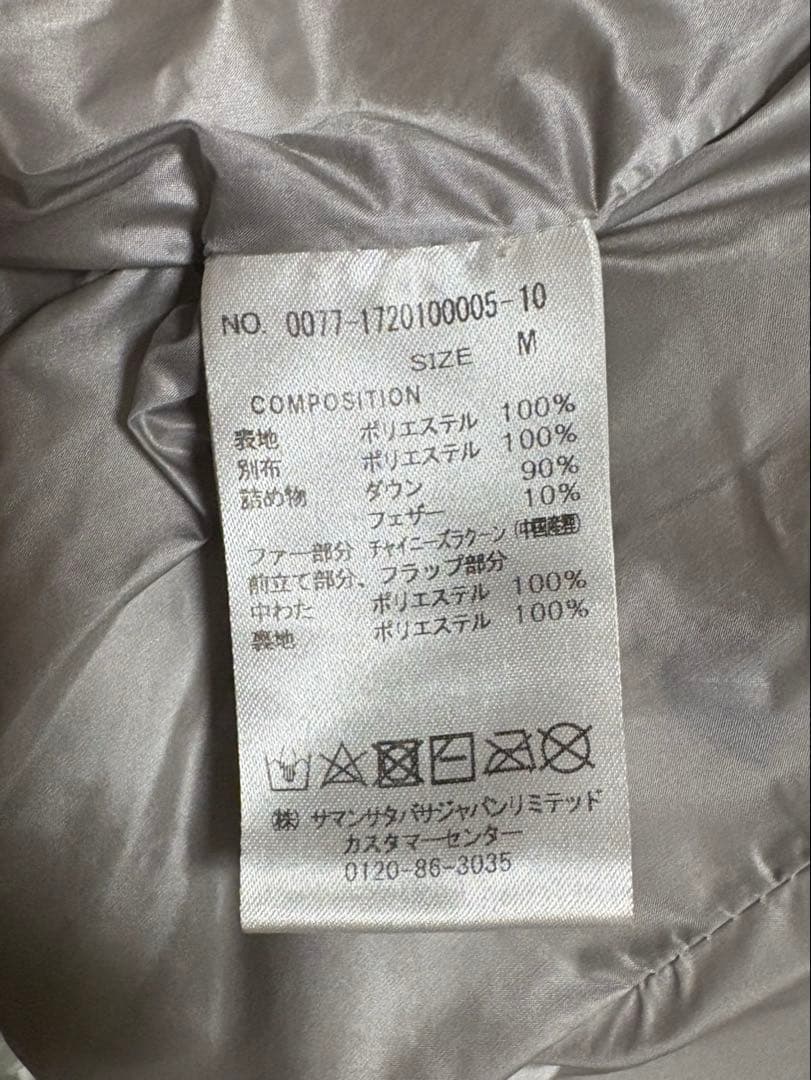 NO. 0077-1720100005-10
SIZE M
COMPOSITION
表地 ポリエステル 100%
別布 ポリエステル 100%
詰め物 ダウン 90%
フェザー 10%
ファー部分 チャイニーズラクーン (中国産狸)
前立て部分、フラップ部分
中わた ポリエステル 100%
裏地 ポリエステル 100%
(株) サマンサタバサジャパンリミテッド
カスタマーセンター
0120-86-3035